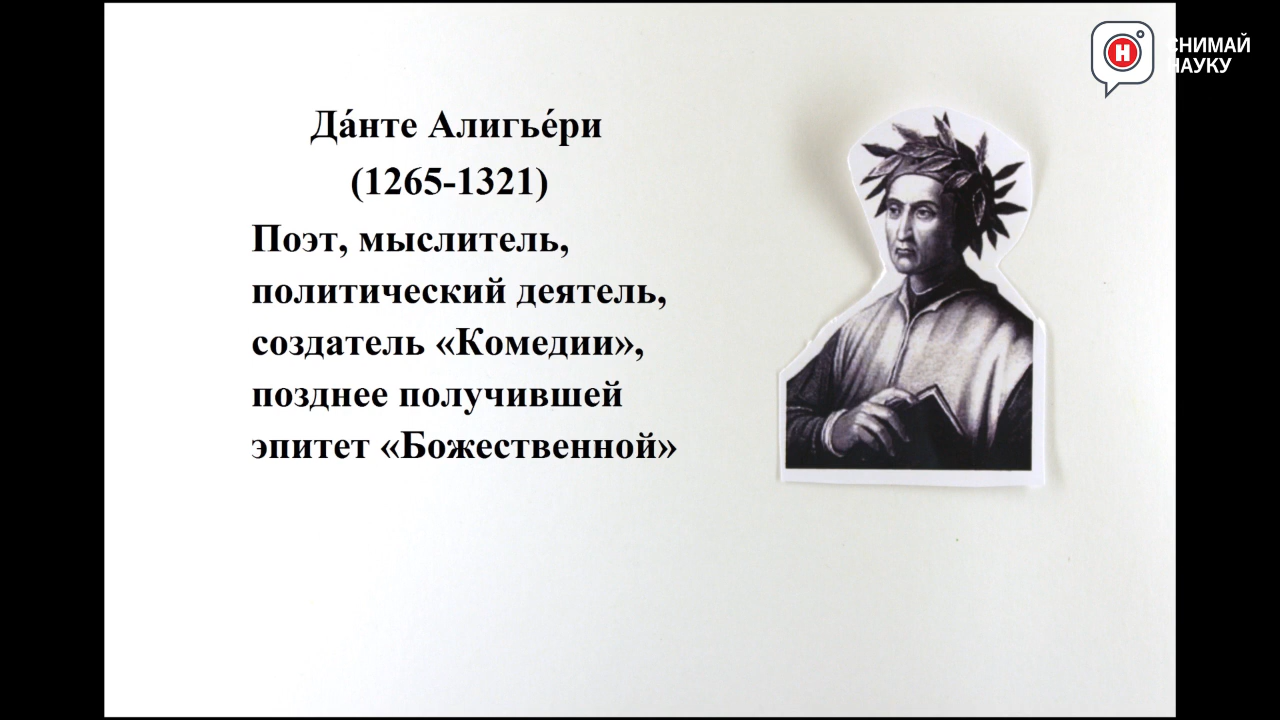 Да́нте Алигье́ри
(1265-1321)
Поэт, мыслитель,
политический деятель,
создатель «Комедии»,
позднее получившей
эпитет «Божественной»
Н
СНИМАЙ
НАУКУ